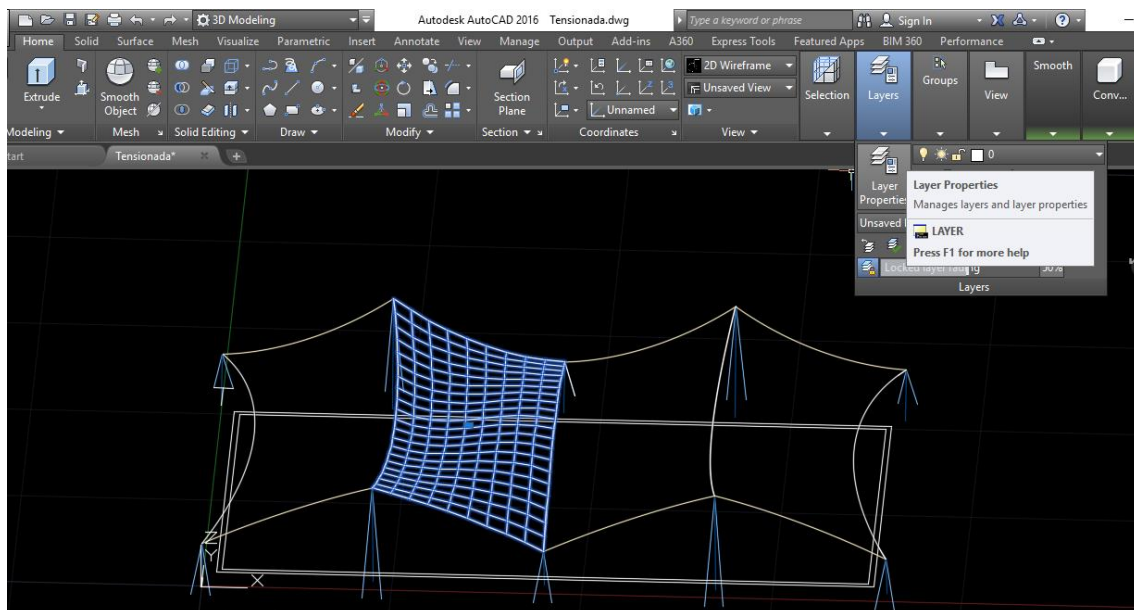 3D Modeling
Autodesk AutoCAD 2016 Tensionada.dwg
Type a keyword or phrase
Sign In
Home Solid Surface Mesh Visualize Parametric Insert Annotate View Manage Output Add-ins A360 Express Tools Featured Apps BIM 360 Performance
Extrude
Smooth Object
Section Plane
2D Wireframe
Unsaved View
Unnamed
Selection
Layers
Groups
View
Smooth
Conv...
Modeling Mesh Solid Editing Draw Modify Section Coordinates View
tart
Tensionada*
0
Layer Properties
Layer Properties
Manages layers and layer properties
Unsaved
LAYER
Press F1 for more help
Locked layer fading
50%
Layers
Z
Y
X